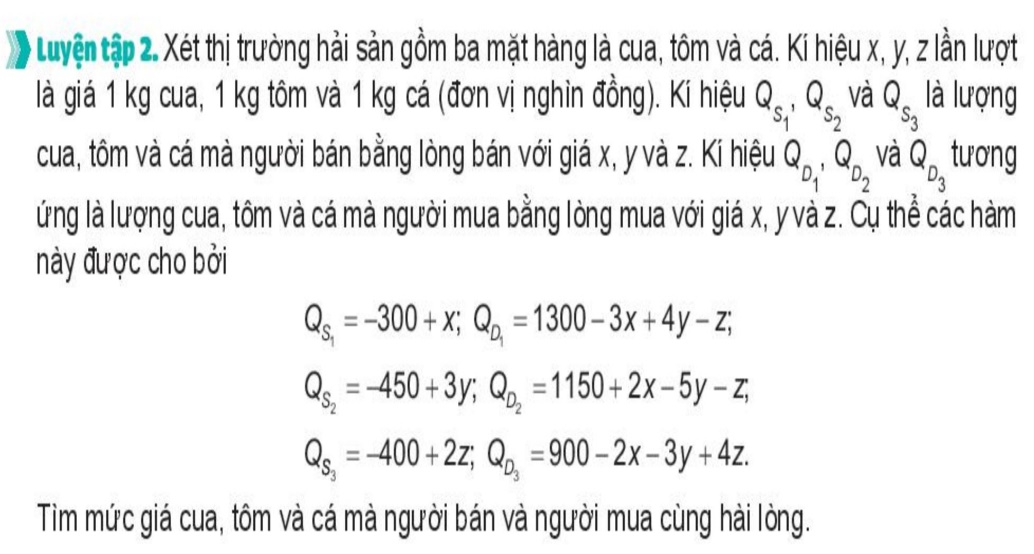 Luyện tập 2. Xét thị trường hải sản gồm ba mặt hàng là cua, tôm và cá. Kí hiệu x, y, z lần lượt
là giá 1 kg cua, 1 kg tôm và 1 kg cá (đơn vị nghìn đồng). Kí hiệu Q_{S_1}, Q_{S_2} và Q_{S_3} là lượng
cua, tôm và cá mà người bán bằng lòng bán với giá x, y và z. Kí hiệu Q_{D_1}, Q_{D_2} và Q_{D_3} tương
ứng là lượng cua, tôm và cá mà người mua bằng lòng mua với giá x, y và z. Cụ thể các hàm
này được cho bởi
Q_{S_1} = –300 + x; Q_{D_1} = 1300 – 3x + 4y – z;
Q_{S_2} = –450 + 3y; Q_{D_2} = 1150 + 2x – 5y – z;
Q_{S_3} = –400 + 2z; Q_{D_3} = 900 – 2x – 3y + 4z.
Tìm mức giá cua, tôm và cá mà người bán và người mua cùng hài lòng.